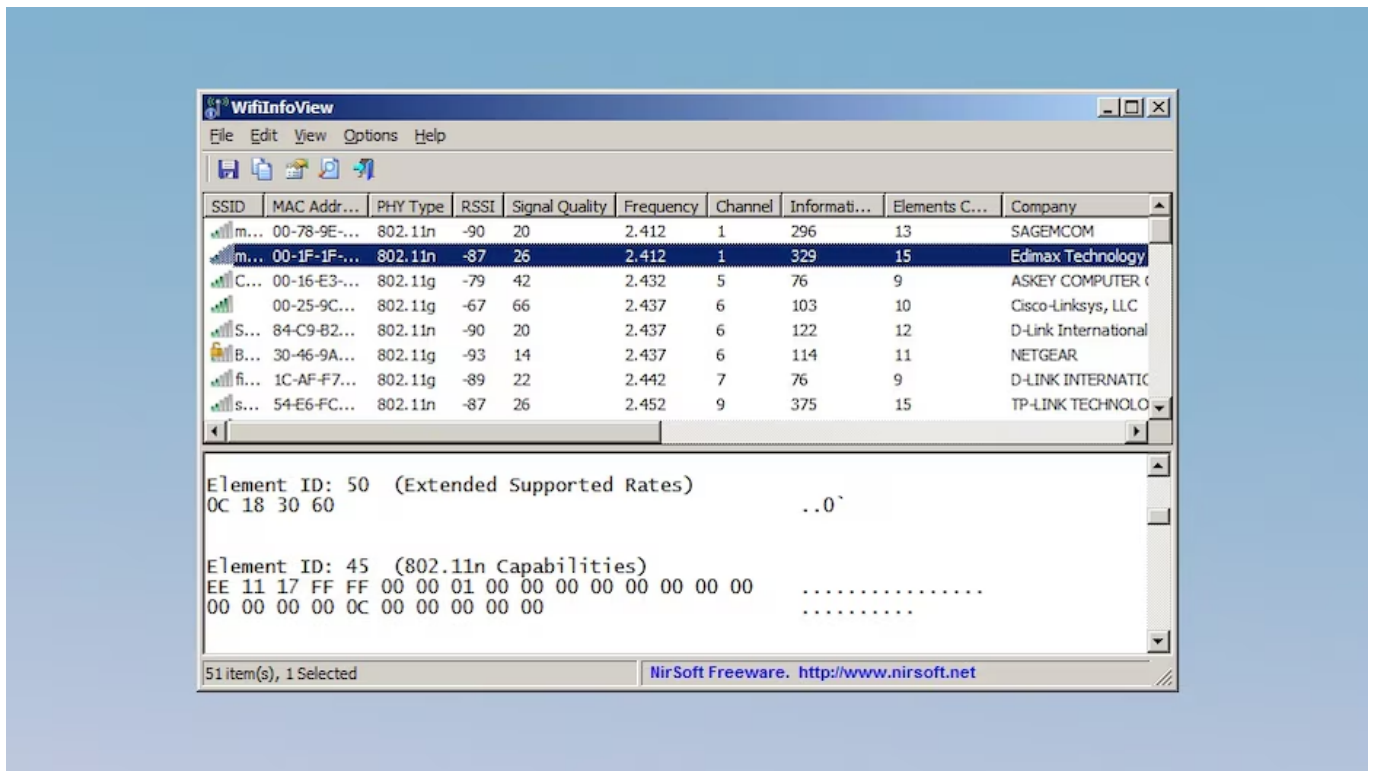 WifiInfoView
File Edit View Options Help
SSID MAC Addr... PHY Type RSSI Signal Quality Frequency Channel Informati... Elements C... Company
m... 00-78-9E-... 802.11n -90 20 2.412 1 296 13 SAGEMCOM
m... 00-1F-1F-... 802.11n -87 26 2.412 1 329 15 Edimax Technology
C... 00-16-E3-... 802.11g -79 42 2.432 5 76 9 ASKEY COMPUTER
00-25-9C... 802.11g -67 66 2.437 6 103 10 Cisco-Linksys, LLC
S... 84-C9-B2... 802.11n -90 20 2.437 6 122 12 D-Link International
B... 30-46-9A... 802.11g -93 14 2.437 6 114 11 NETGEAR
fi... 1C-AF-F7... 802.11g -89 22 2.442 7 76 9 D-LINK INTERNATIC
s... 54-E6-FC... 802.11n -87 26 2.452 9 375 15 TP-LINK TECHNOLO
Element ID: 50 (Extended Supported Rates)
0C 18 30 60 ..0`
Element ID: 45 (802.11n Capabilities)
EE 11 17 FF FF 00 00 01 00 00 00 00 00 00 00 00 ................
00 00 00 00 0C 00 00 00 00 00 ..........
51 item(s), 1 Selected NirSoft Freeware. http://www.nirsoft.net